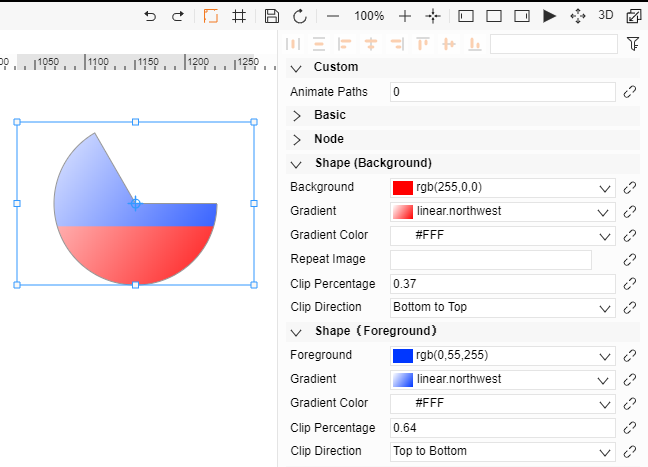 100%
3D
00 1050 1100 1150 1200 1250
Custom
Animate Paths 0
Basic
Node
Shape (Background)
Background rgb(255,0,0)
Gradient linear.northwest
Gradient Color #FFF
Repeat Image
Clip Percentage 0.37
Clip Direction Bottom to Top
Shape（Foreground）
Foreground rgb(0,55,255)
Gradient linear.northwest
Gradient Color #FFF
Clip Percentage 0.64
Clip Direction Top to Bottom